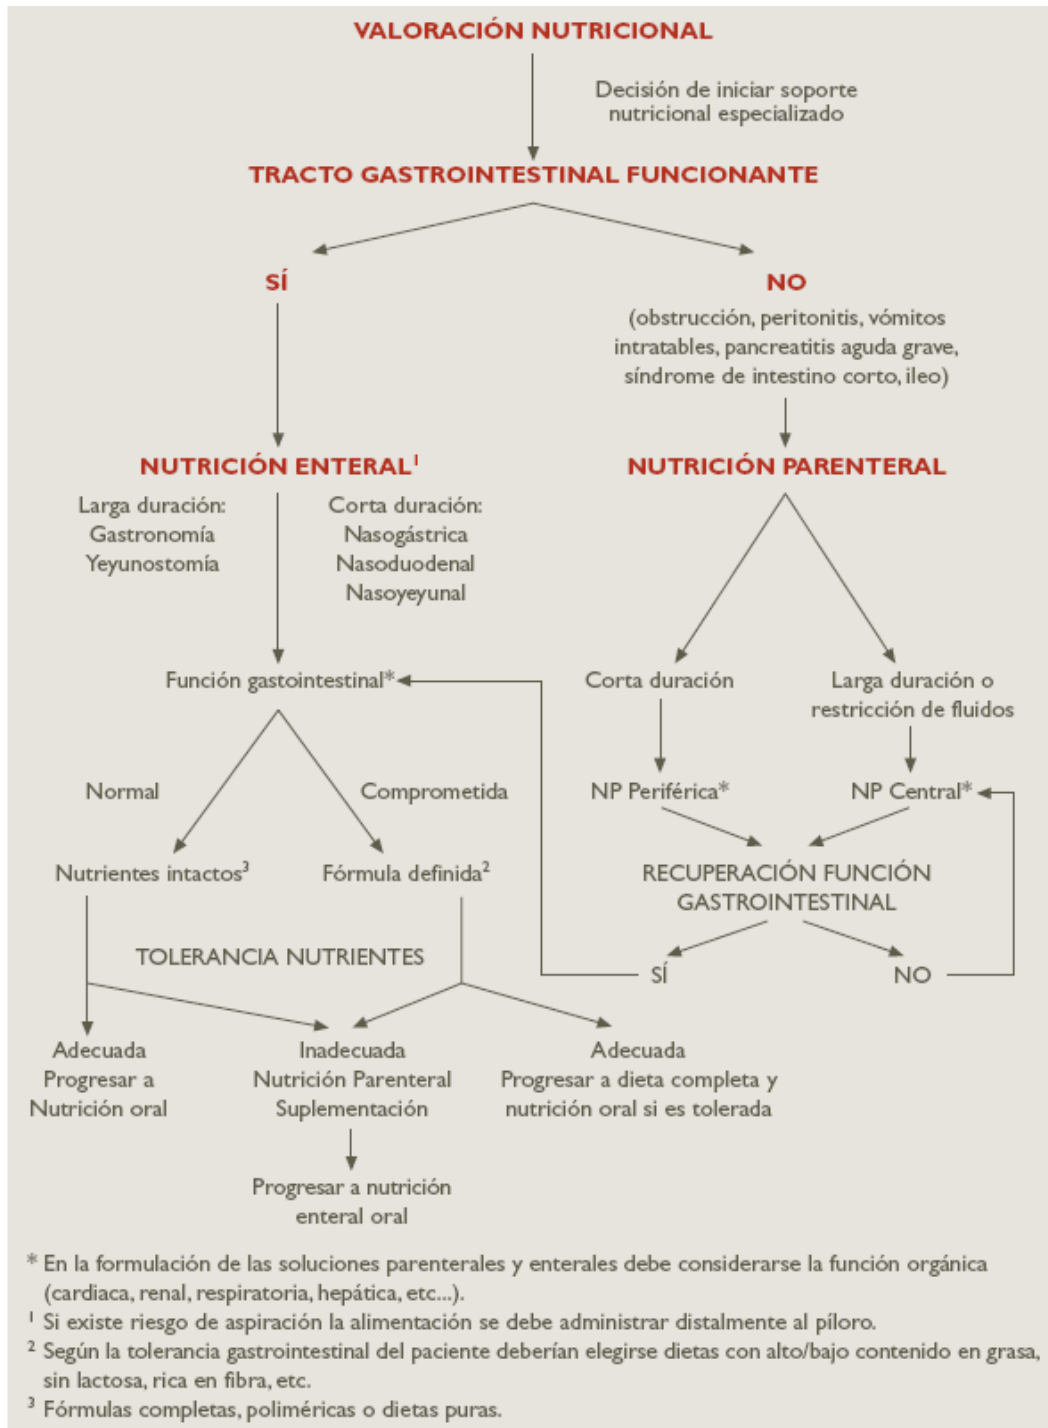 VALORACIÓN NUTRICIONAL
Decisión de iniciar soporte
nutricional especializado
TRACTO GASTROINTESTINAL FUNCIONANTE
SÍ
NO
(obstrucción, peritonitis, vómitos
intratables, pancreatitis aguda grave,
síndrome de intestino corto, ileo)
NUTRICIÓN ENTERAL¹
NUTRICIÓN PARENTERAL
Larga duración:
Gastronomía
Yeyunostomía
Corta duración:
Nasogástrica
Nasoduodenal
Nasoyeyunal
Función gastointestinal*
Corta duración
Larga duración o
restricción de fluidos
Normal
Comprometida
NP Periférica*
NP Central*
Nutrientes intactos³
Fórmula definida²
RECUPERACIÓN FUNCIÓN
GASTROINTESTINAL
TOLERANCIA NUTRIENTES
SÍ
NO
Adecuada
Progresar a
Nutrición oral
Inadecuada
Nutrición Parenteral
Suplementación
Adecuada
Progresar a dieta completa y
nutrición oral si es tolerada
Progresar a nutrición
enteral oral
* En la formulación de las soluciones parenterales y enterales debe considerarse la función orgánica
(cardiaca, renal, respiratoria, hepática, etc...).
¹ Si existe riesgo de aspiración la alimentación se debe administrar distalmente al píloro.
² Según la tolerancia gastrointestinal del paciente deberían elegirse dietas con alto/bajo contenido en grasa,
sin lactosa, rica en fibra, etc.
³ Fórmulas completas, poliméricas o dietas puras.